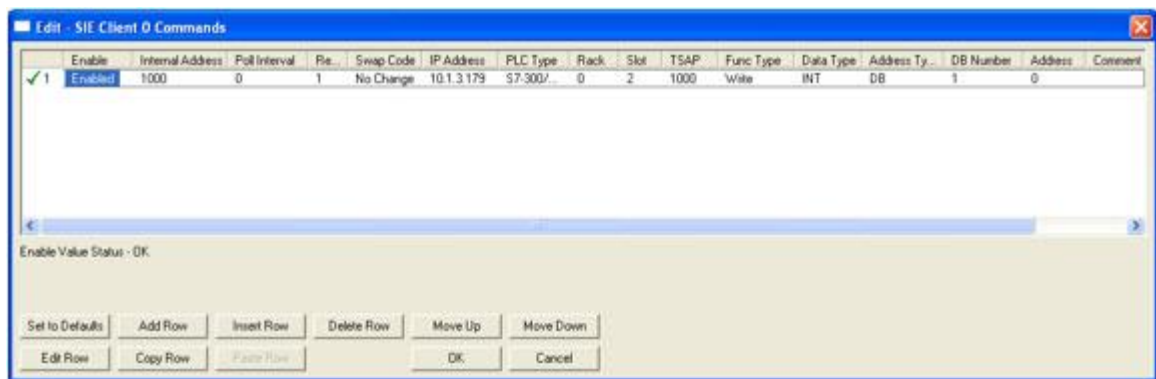 Edit - SIE Client 0 Commands
Enable Internal Address Poll Interval Re... Swap Code IP Address PLC Type Rack Slot TSAP Func Type Data Type Address Ty... DB Number Address Comment
1 Enabled 1000 0 1 No Change 10.1.3.179 S7-300/... 0 2 1000 Write INT DB 1 0
Enable Value Status - OK
Set to Defaults Add Row Insert Row Delete Row Move Up Move Down
Edit Row Copy Row Paste Row OK Cancel